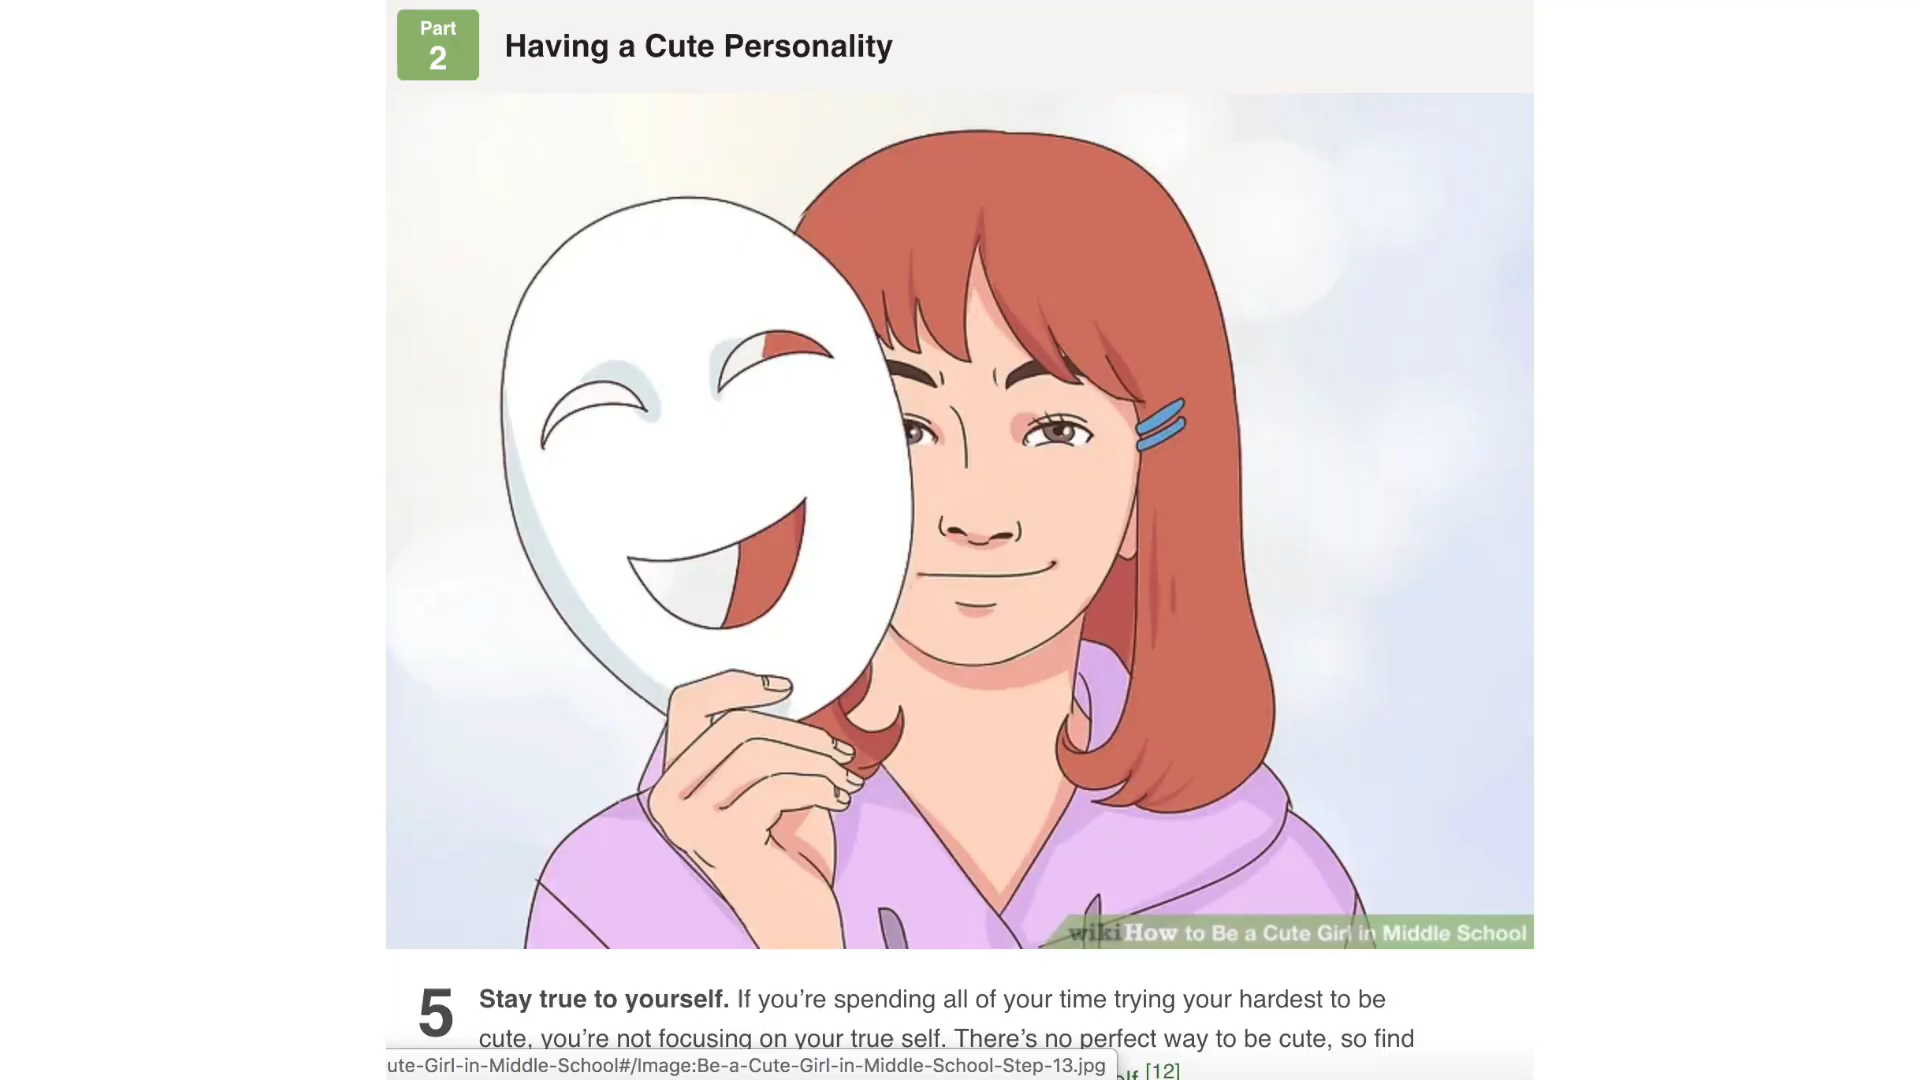 Part
2
Having a Cute Personality
wikiHow to Be a Cute Girl in Middle School
5
Stay true to yourself. If you’re spending all of your time trying your hardest to be
cute, you’re not focusing on your true self. There’s no perfect way to be cute, so find
ute-Girl-in-Middle-School#/Image:Be-a-Cute-Girl-in-Middle-School-Step-13.jpg
[12]